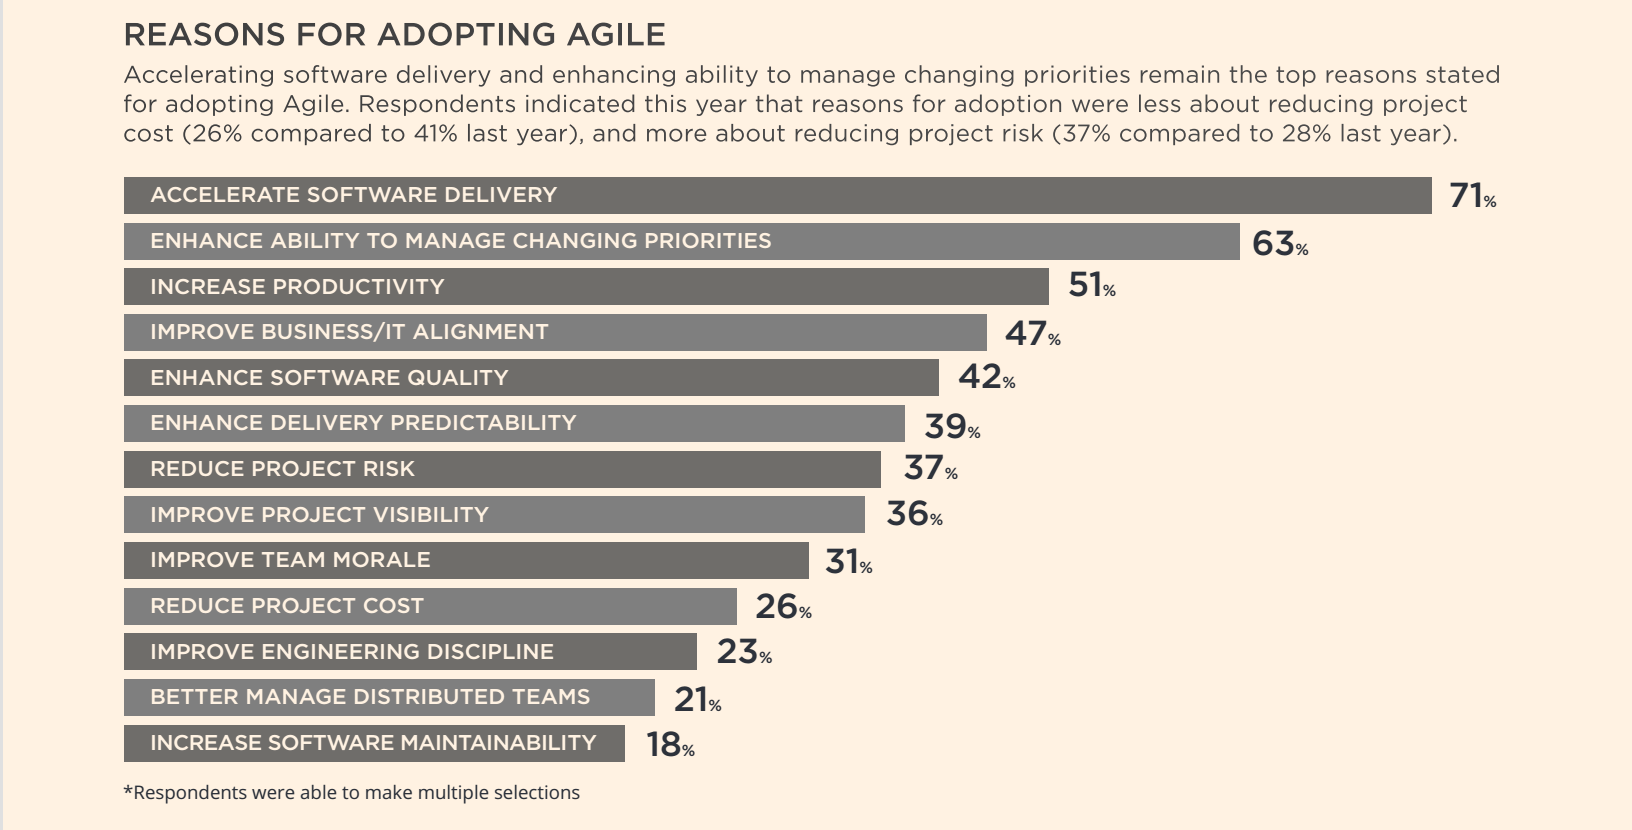 REASONS FOR ADOPTING AGILE
Accelerating software delivery and enhancing ability to manage changing priorities remain the top reasons stated
for adopting Agile. Respondents indicated this year that reasons for adoption were less about reducing project
cost (26% compared to 41% last year), and more about reducing project risk (37% compared to 28% last year).
ACCELERATE SOFTWARE DELIVERY 71%
ENHANCE ABILITY TO MANAGE CHANGING PRIORITIES 63%
INCREASE PRODUCTIVITY 51%
IMPROVE BUSINESS/IT ALIGNMENT 47%
ENHANCE SOFTWARE QUALITY 42%
ENHANCE DELIVERY PREDICTABILITY 39%
REDUCE PROJECT RISK 37%
IMPROVE PROJECT VISIBILITY 36%
IMPROVE TEAM MORALE 31%
REDUCE PROJECT COST 26%
IMPROVE ENGINEERING DISCIPLINE 23%
BETTER MANAGE DISTRIBUTED TEAMS 21%
INCREASE SOFTWARE MAINTAINABILITY 18%
*Respondents were able to make multiple selections